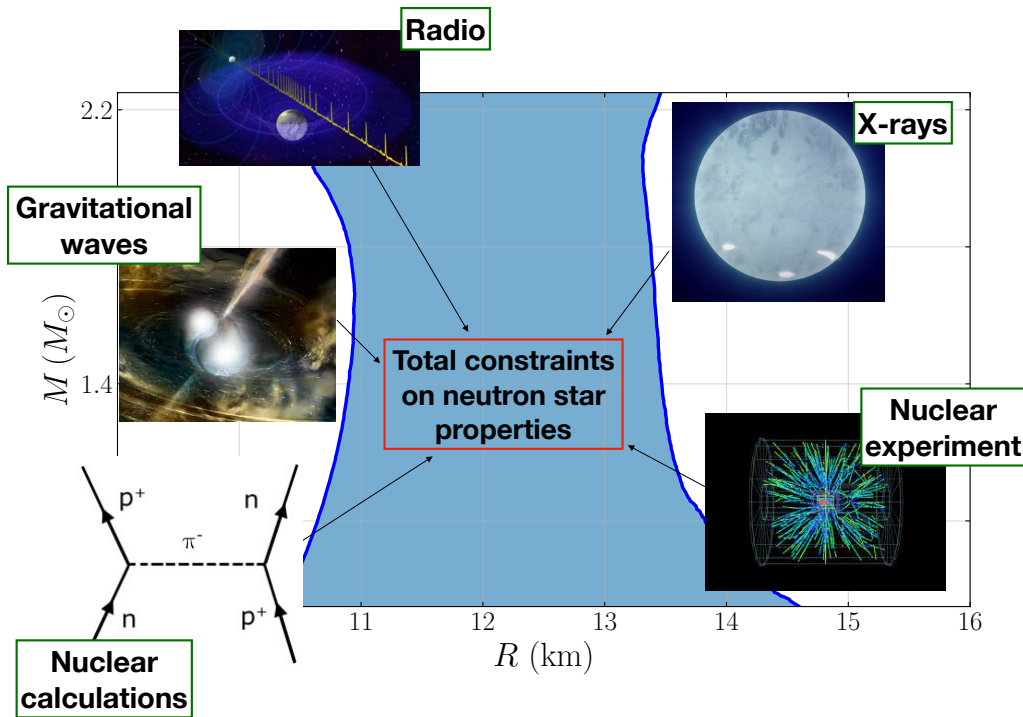 Radio
X-rays
Gravitational
waves
Total constraints
on neutron star
properties
Nuclear
experiment
Nuclear
calculations
p⁺
n
π⁻
n
p⁺
2.2
1.4
M (M⊙)
11
12
13
14
15
16
R (km)